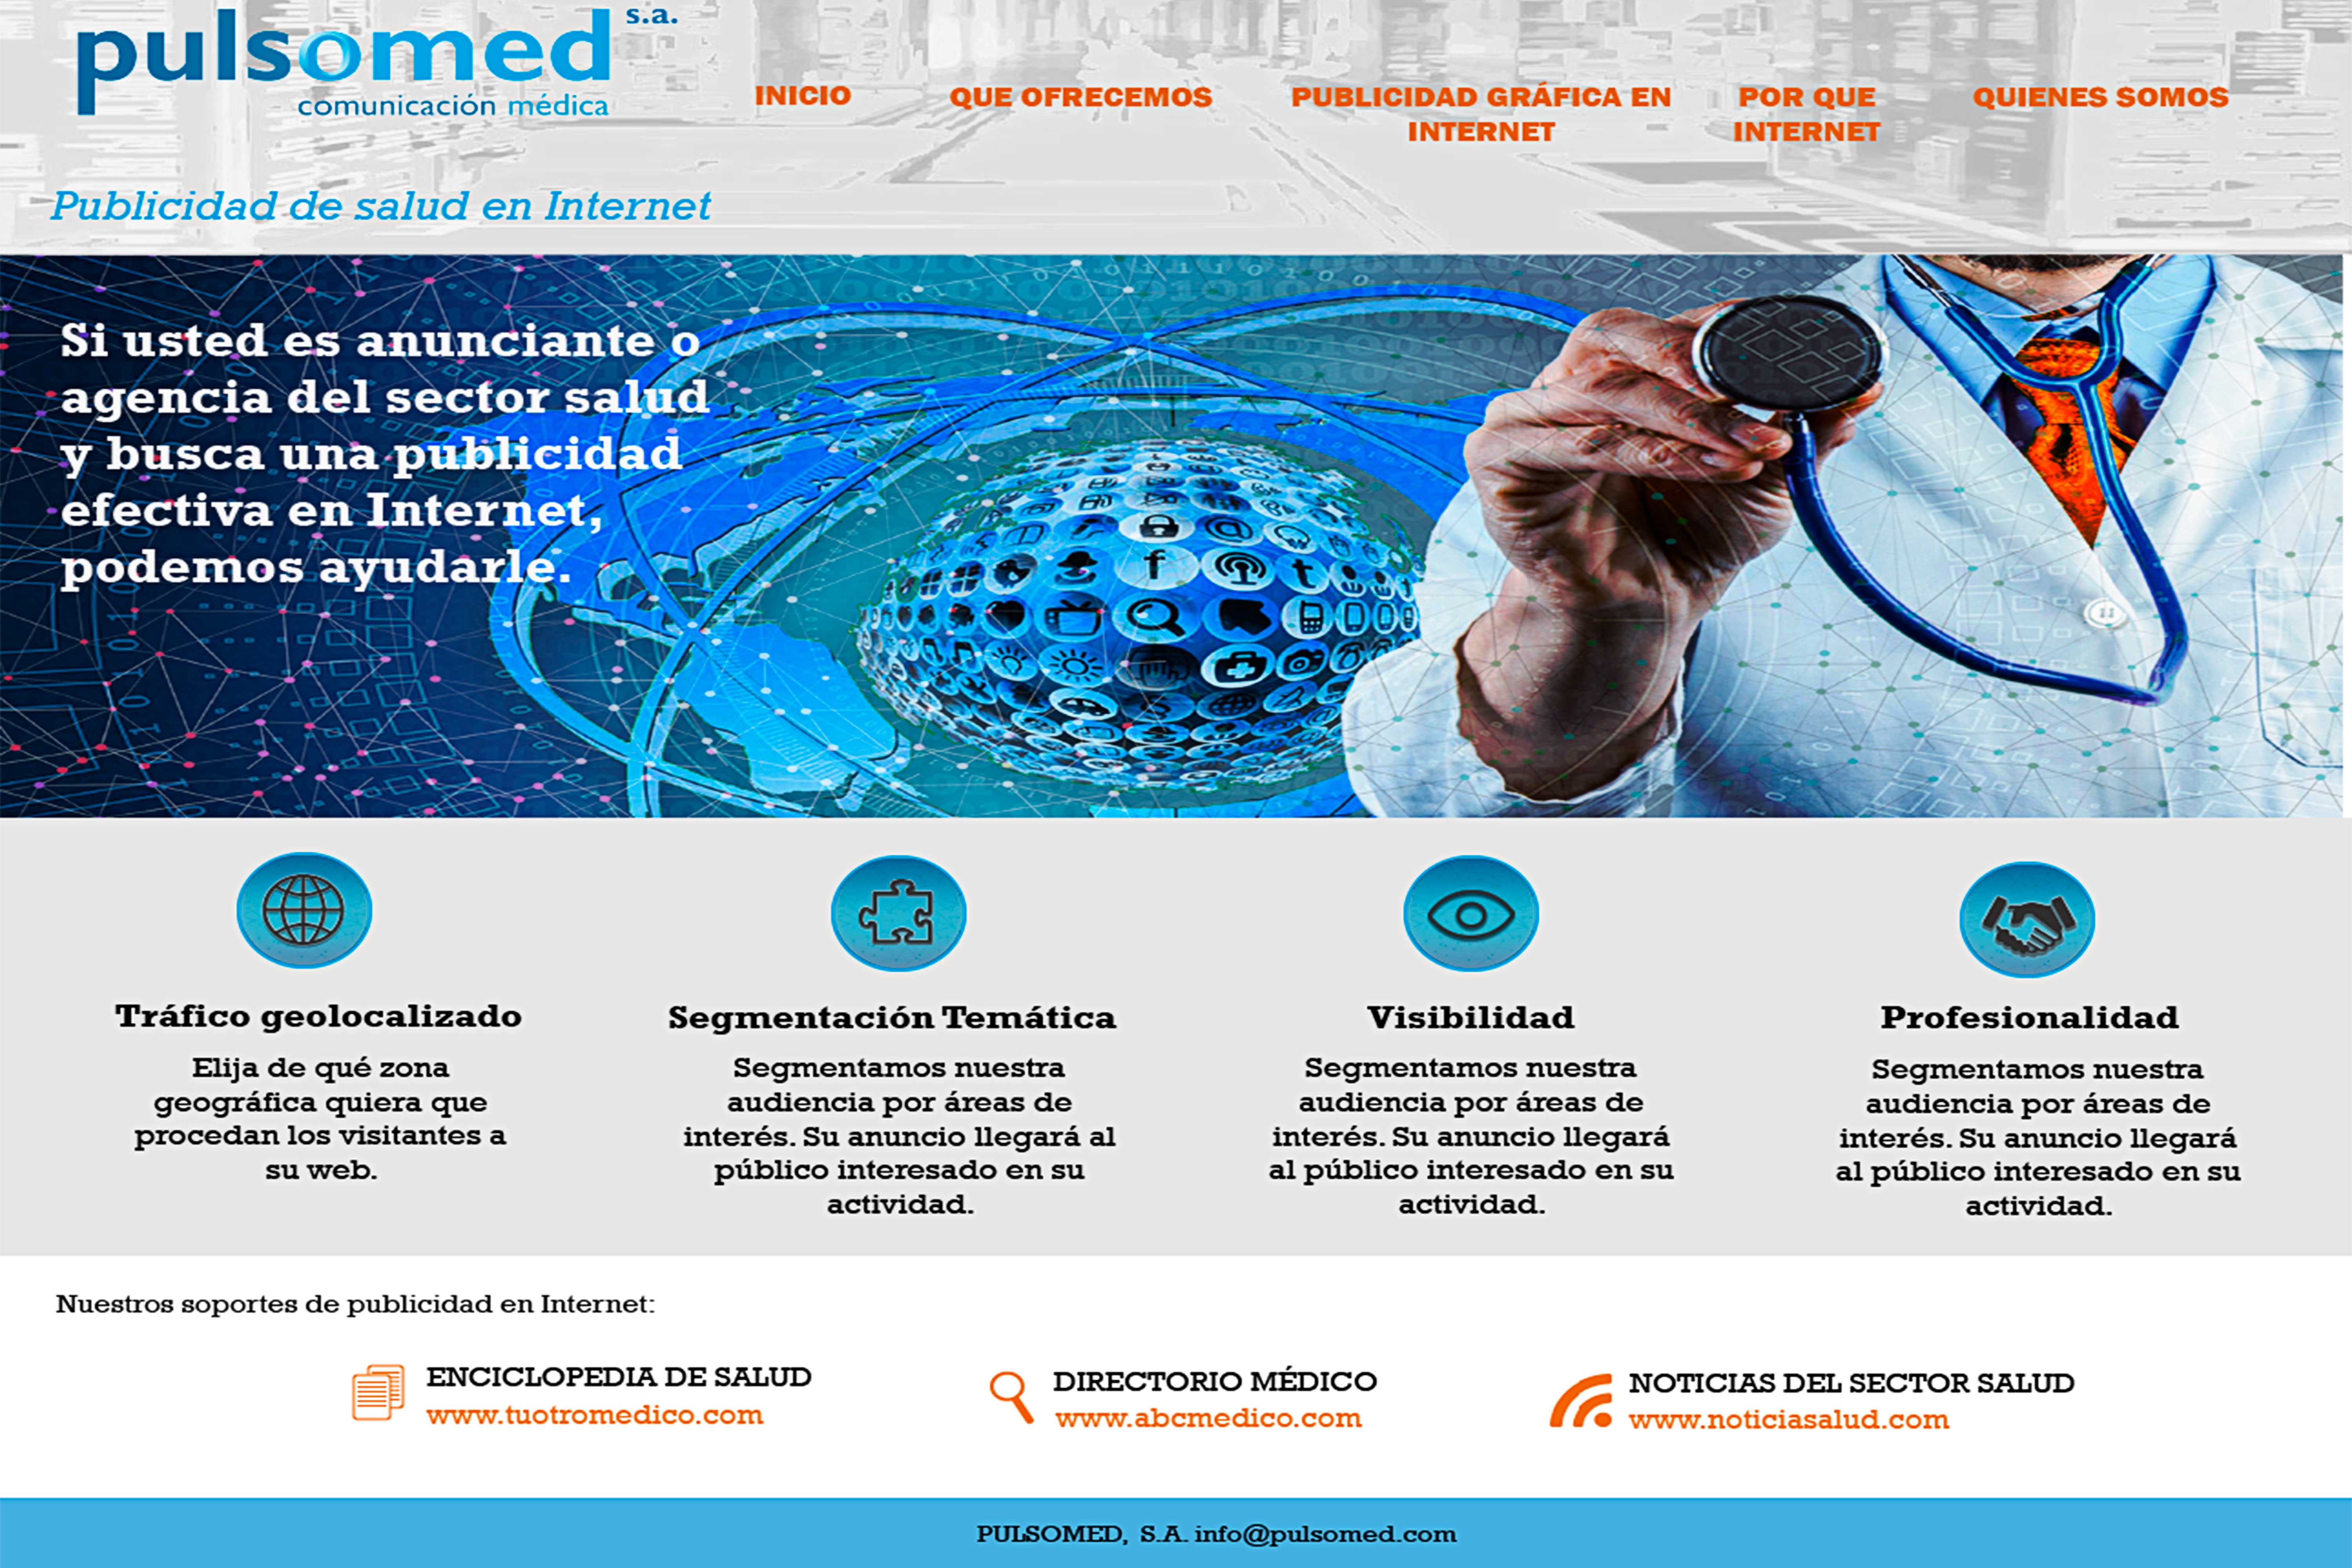 pulsomed s.a.
comunicación médica
INICIO
QUE OFRECEMOS
PUBLICIDAD GRÁFICA EN
INTERNET
POR QUE
INTERNET
QUIENES SOMOS
Publicidad de salud en Internet
Si usted es anunciante o
agencia del sector salud
y busca una publicidad
efectiva en Internet,
podemos ayudarle.
Tráfico geolocalizado
Elija de qué zona
geográfica quiera que
procedan los visitantes a
su web.
Segmentación Temática
Segmentamos nuestra
audiencia por áreas de
interés. Su anuncio llegará al
público interesado en su
actividad.
Visibilidad
Segmentamos nuestra
audiencia por áreas de
interés. Su anuncio llegará
al público interesado en su
actividad.
Profesionalidad
Segmentamos nuestra
audiencia por áreas de
interés. Su anuncio llegará
al público interesado en su
actividad.
Nuestros soportes de publicidad en Internet:
ENCICLOPEDIA DE SALUD
www.tuotromedico.com
DIRECTORIO MÉDICO
www.abcmedico.com
NOTICIAS DEL SECTOR SALUD
www.noticiasalud.com
PULSOMED, S.A. info@pulsomed.com